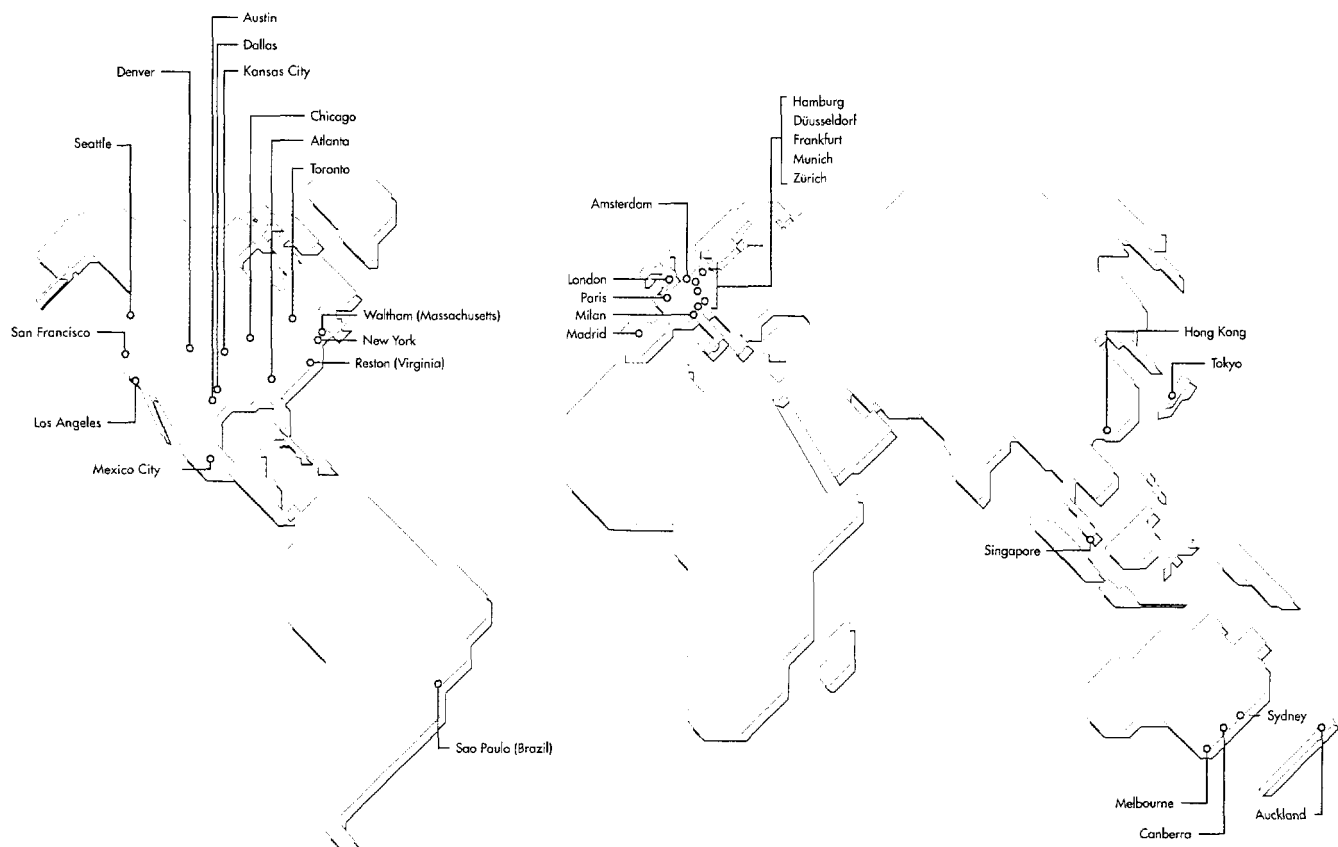 Austin
Dallas
Denver
Kansas City
Chicago
Seattle
Atlanta
Toronto
Waltham (Massachusetts)
San Francisco
New York
Reston (Virginia)
Los Angeles
Mexico City
Sao Paulo (Brazil)
Hamburg
Düusseldorf
Frankfurt
Munich
Zürich
Amsterdam
London
Paris
Milan
Madrid
Hong Kong
Tokyo
Singapore
Sydney
Melbourne
Auckland
Canberra